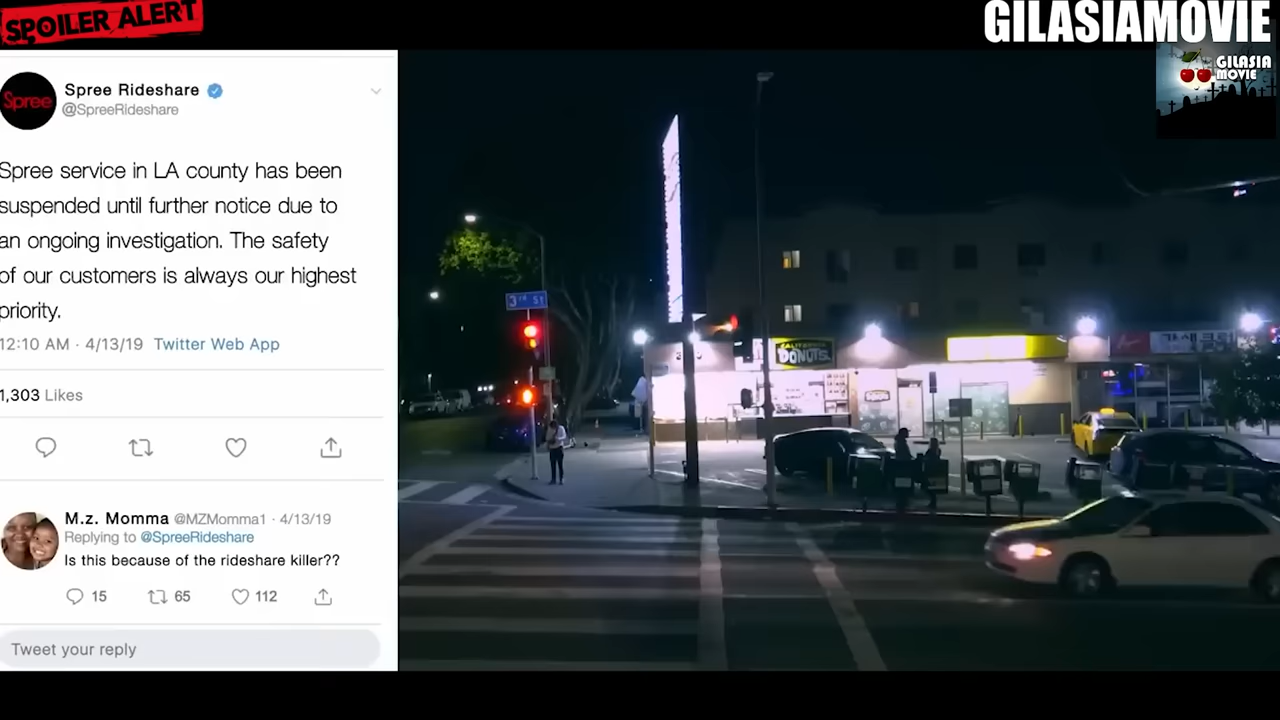 SPOILER ALERT
GILASIAMOVIE
GILASIA
MOVIE
Spree
Spree Rideshare
@SpreeRideshare
Spree service in LA county has been
suspended until further notice due to
an ongoing investigation. The safety
of our customers is always our highest
priority.
12:10 AM · 4/13/19 Twitter Web App
1,303 Likes
M.z. Momma @MZMomma1 · 4/13/19
Replying to @SpreeRideshare
Is this because of the rideshare killer??
15 65 112
Tweet your reply
3RD ST
CALIFORNIA
DONUTS